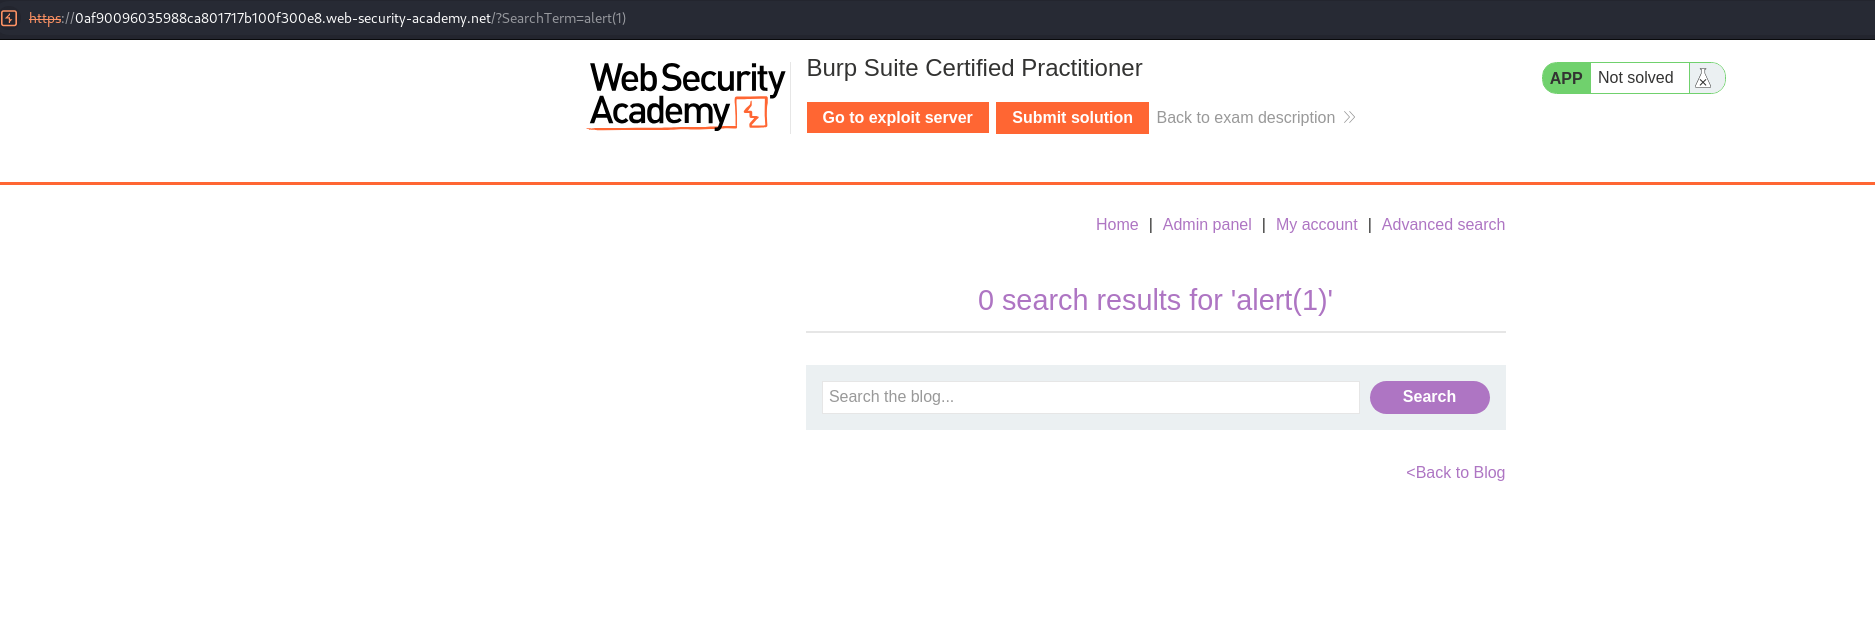 https://0af90096035988ca801717b100f300e8.web-security-academy.net/?SearchTerm=alert(1)
Web Security
Academy
Burp Suite Certified Practitioner
Go to exploit server
Submit solution
Back to exam description
APP
Not solved
Home | Admin panel | My account | Advanced search
0 search results for 'alert(1)'
Search the blog...
Search
<Back to Blog